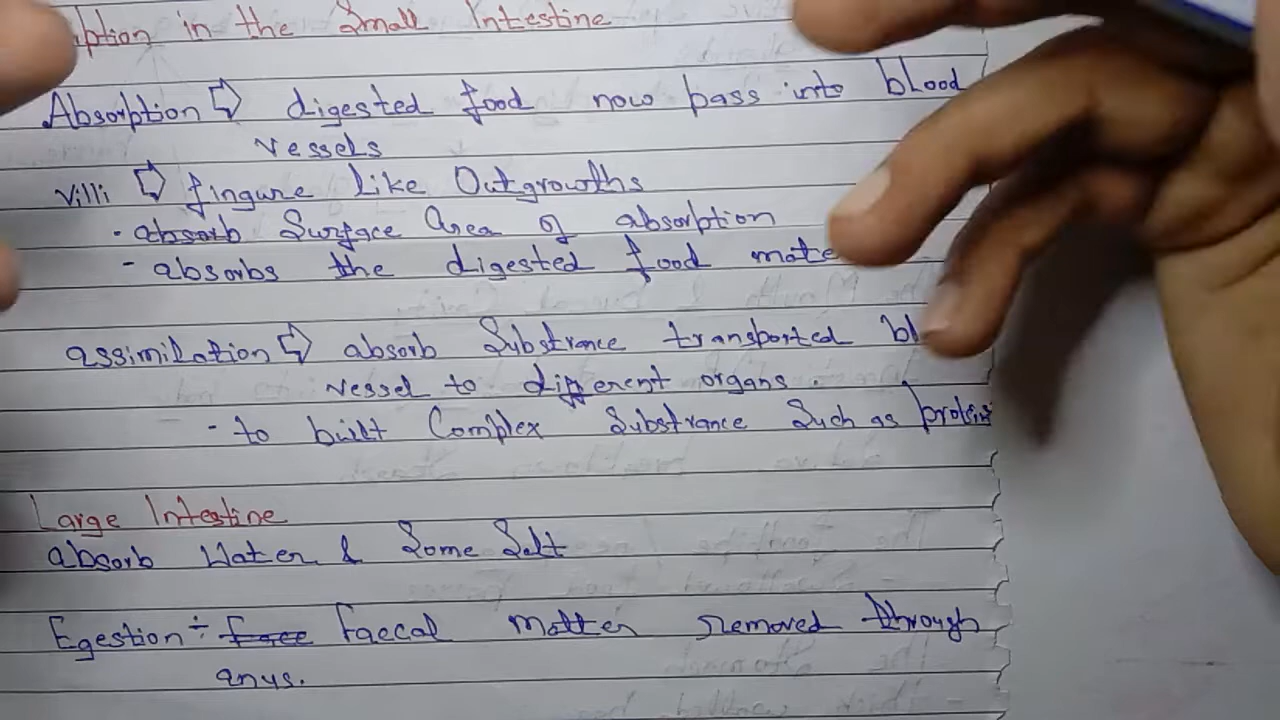 ption in the Small Intestine
Absorption ⇨ digested food now pass into blood
vessels
Villi ⇨ fingure like Outgrowths
· absorb Surface Area of absorption
- absorbs the digested food mate
assimilation ⇨ absorb Substrance transported bl
vessel to different organs.
- to built Complex Substrance Such as protein
Large Intestine
absorb Water & Some Salt
Egestion ÷ Faecal matter removed through
anus.